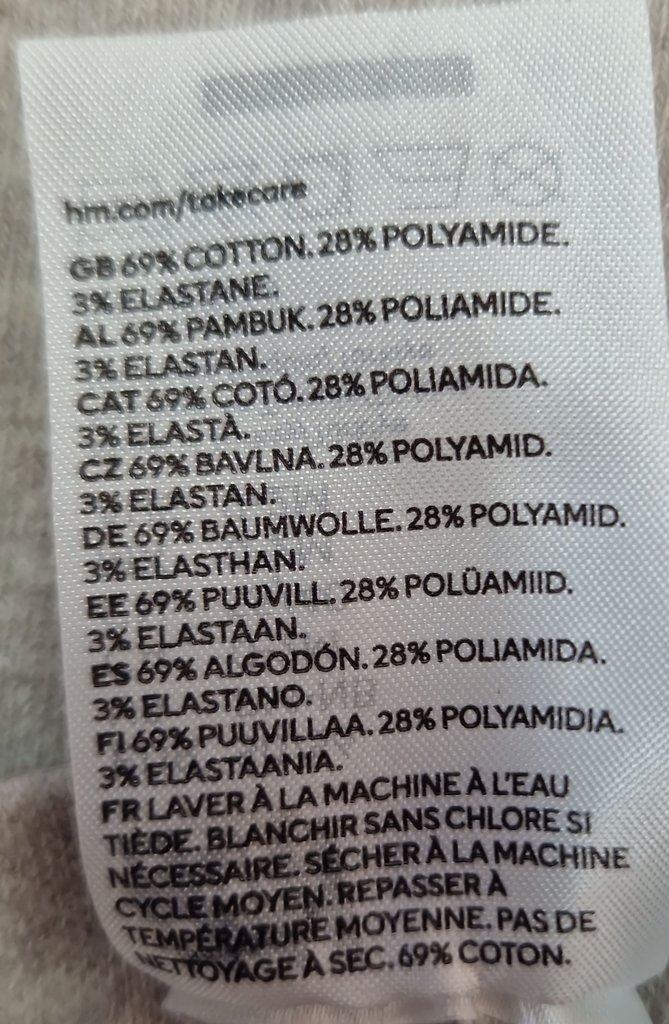 hm.com/takecare
GB 69% COTTON. 28% POLYAMIDE.
3% ELASTANE.
AL 69% PAMBUK. 28% POLIAMIDE.
3% ELASTAN.
CAT 69% COTÓ. 28% POLIAMIDA.
3% ELASTÀ.
CZ 69% BAVLNA. 28% POLYAMID.
3% ELASTAN.
DE 69% BAUMWOLLE. 28% POLYAMID.
3% ELASTHAN.
EE 69% PUUVILL. 28% POLÜAMIID.
3% ELASTAAN.
ES 69% ALGODÓN. 28% POLIAMIDA.
3% ELASTANO.
FI 69% PUUVILLAA. 28% POLYAMIDIA.
3% ELASTAANIA.
FR LAVER À LA MACHINE À L'EAU
TIÈDE. BLANCHIR SANS CHLORE SI
NÉCESSAIRE. SÉCHER À LA MACHINE
CYCLE MOYEN. REPASSER À
TEMPÉRATURE MOYENNE. PAS DE
NETTOYAGE À SEC. 69% COTON.